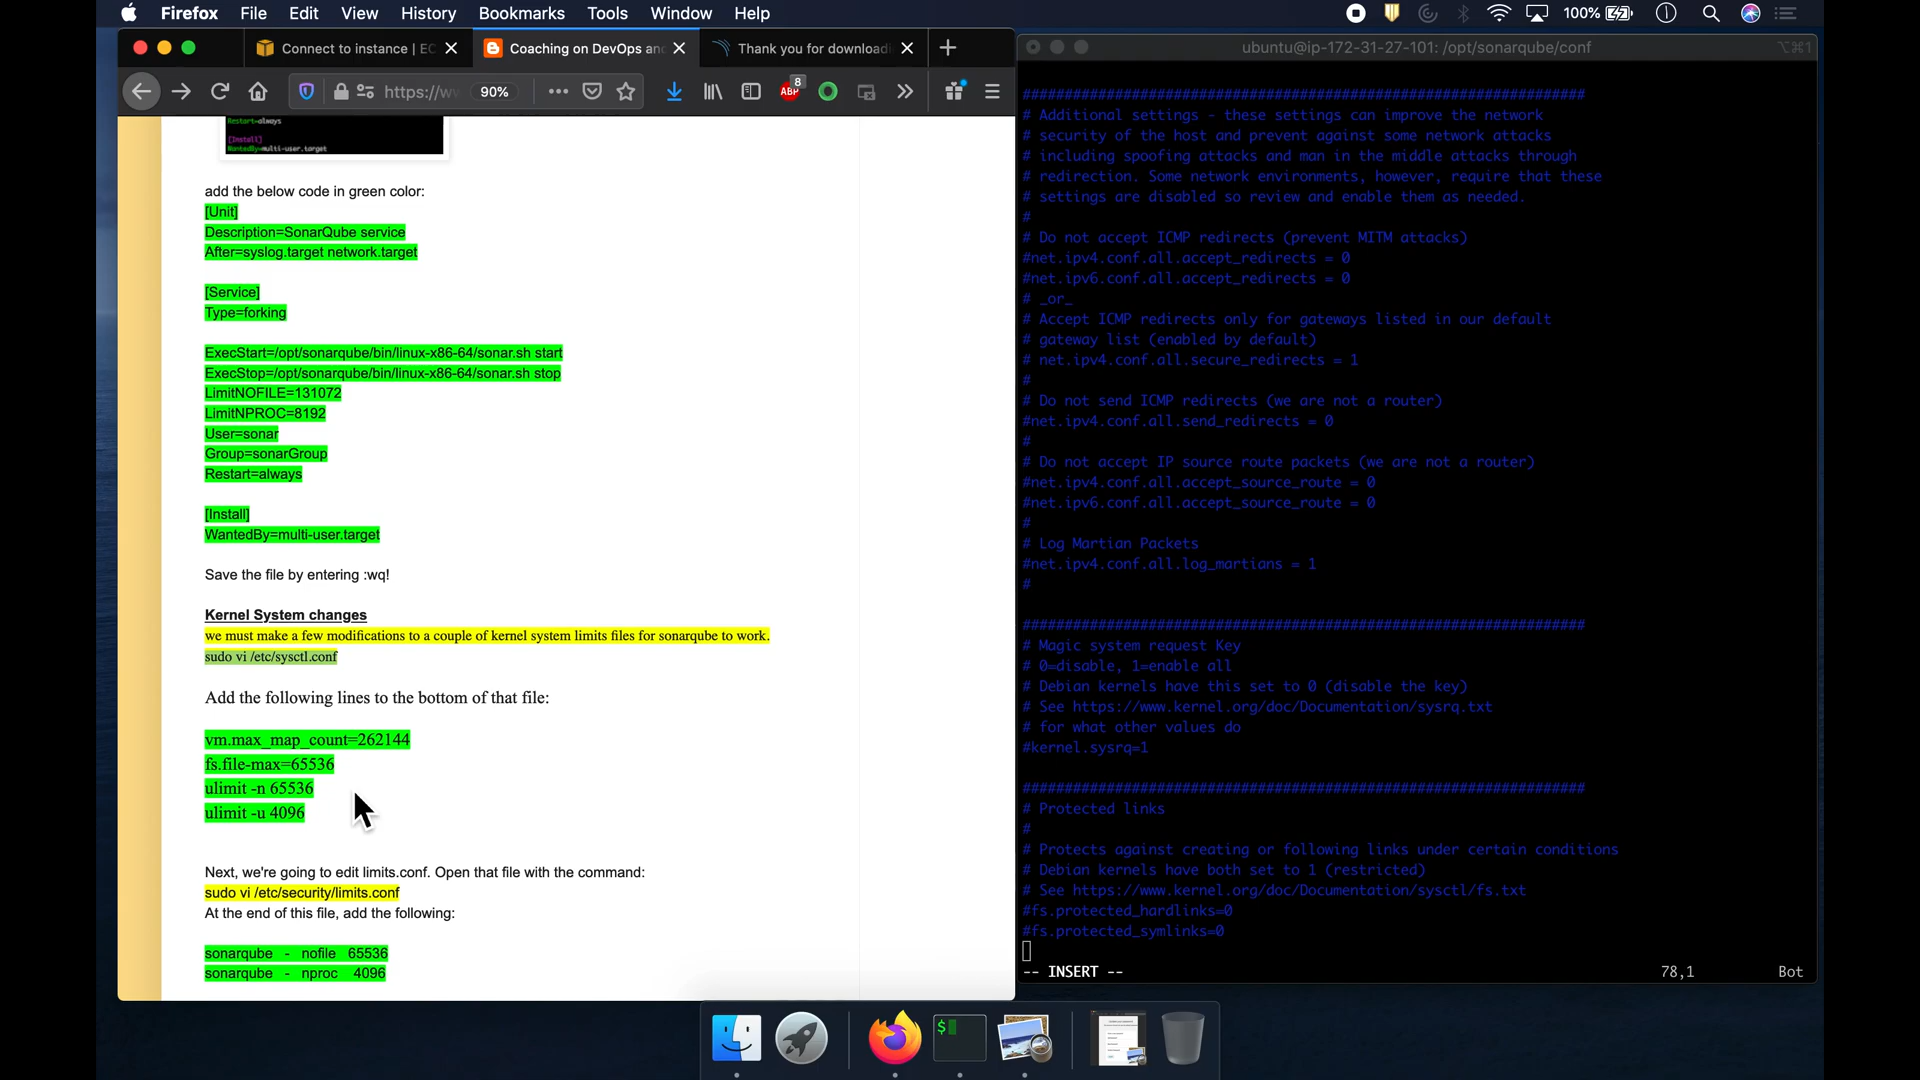 Firefox File Edit View History Bookmarks Tools Window Help
100%
Connect to instance | EC
Coaching on DevOps an
Thank you for downloadi
ubuntu@ip-172-31-27-101: /opt/sonarqube/conf
⌥⌘1
https://ww
90%
ABP
8
Restart=always
[Install]
WantedBy=multi-user.target
add the below code in green color:
[Unit]
Description=SonarQube service
After=syslog.target network.target
[Service]
Type=forking
ExecStart=/opt/sonarqube/bin/linux-x86-64/sonar.sh start
ExecStop=/opt/sonarqube/bin/linux-x86-64/sonar.sh stop
LimitNOFILE=131072
LimitNPROC=8192
User=sonar
Group=sonarGroup
Restart=always
[Install]
WantedBy=multi-user.target
Save the file by entering :wq!
Kernel System changes
we must make a few modifications to a couple of kernel system limits files for sonarqube to work.
sudo vi /etc/sysctl.conf
Add the following lines to the bottom of that file:
vm.max_map_count=262144
fs.file-max=65536
ulimit -n 65536
ulimit -u 4096
Next, we're going to edit limits.conf. Open that file with the command:
sudo vi /etc/security/limits.conf
At the end of this file, add the following:
sonarqube - nofile 65536
sonarqube - nproc 4096
###################################################################
# Additional settings - these settings can improve the network
# security of the host and prevent against some network attacks
# including spoofing attacks and man in the middle attacks through
# redirection. Some network environments, however, require that these
# settings are disabled so review and enable them as needed.
#
# Do not accept ICMP redirects (prevent MITM attacks)
#net.ipv4.conf.all.accept_redirects = 0
#net.ipv6.conf.all.accept_redirects = 0
# _or_
# Accept ICMP redirects only for gateways listed in our default
# gateway list (enabled by default)
# net.ipv4.conf.all.secure_redirects = 1
#
# Do not send ICMP redirects (we are not a router)
#net.ipv4.conf.all.send_redirects = 0
#
# Do not accept IP source route packets (we are not a router)
#net.ipv4.conf.all.accept_source_route = 0
#net.ipv6.conf.all.accept_source_route = 0
#
# Log Martian Packets
#net.ipv4.conf.all.log_martians = 1
#
###################################################################
# Magic system request Key
# 0=disable, 1=enable all
# Debian kernels have this set to 0 (disable the key)
# See https://www.kernel.org/doc/Documentation/sysrq.txt
# for what other values do
#kernel.sysrq=1
###################################################################
# Protected links
#
# Protects against creating or following links under certain conditions
# Debian kernels have both set to 1 (restricted)
# See https://www.kernel.org/doc/Documentation/sysctl/fs.txt
#fs.protected_hardlinks=0
#fs.protected_symlinks=0
-- INSERT -- 78,1 Bot
$